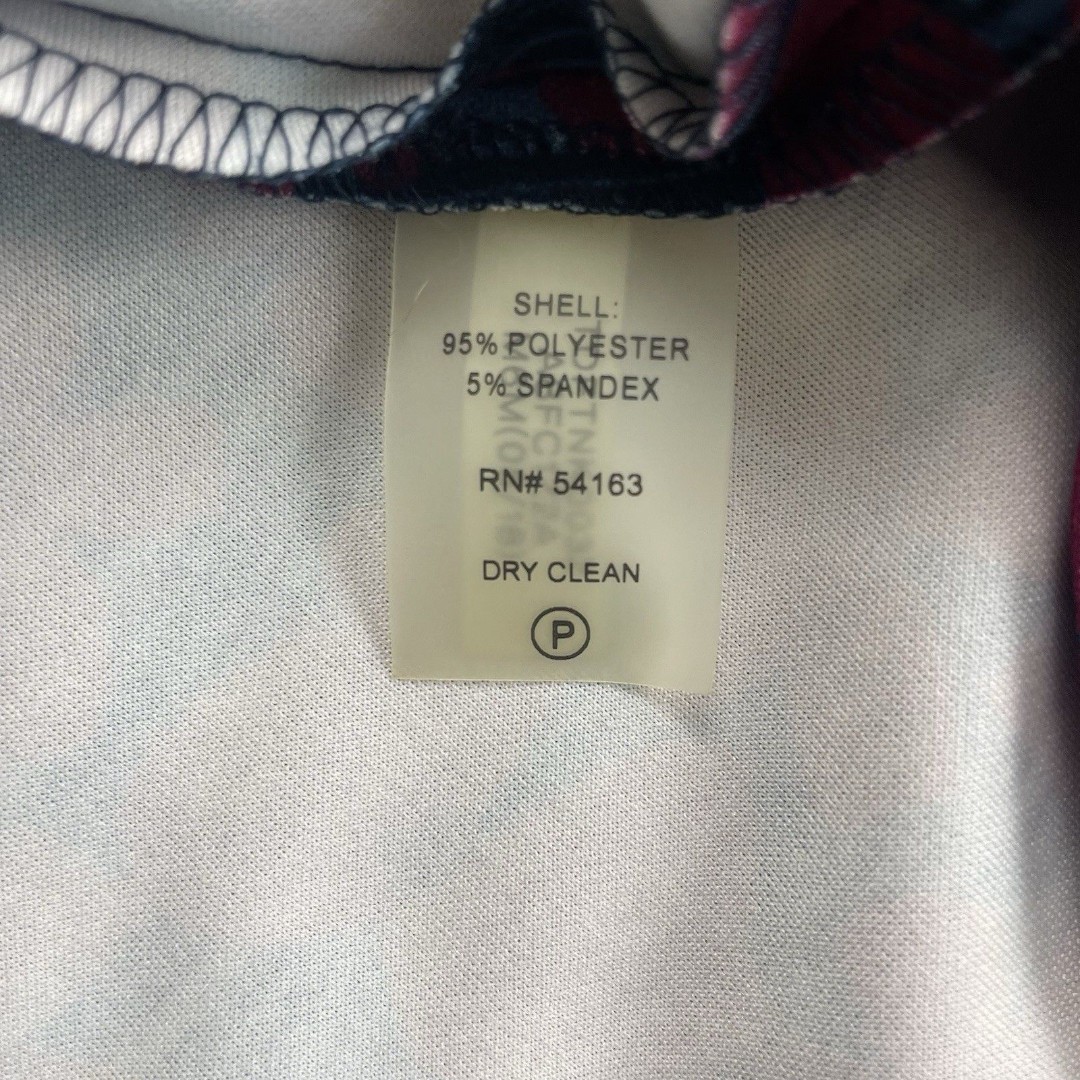 SHELL:
95% POLYESTER
5% SPANDEX
RN# 54163
DRY CLEAN
P